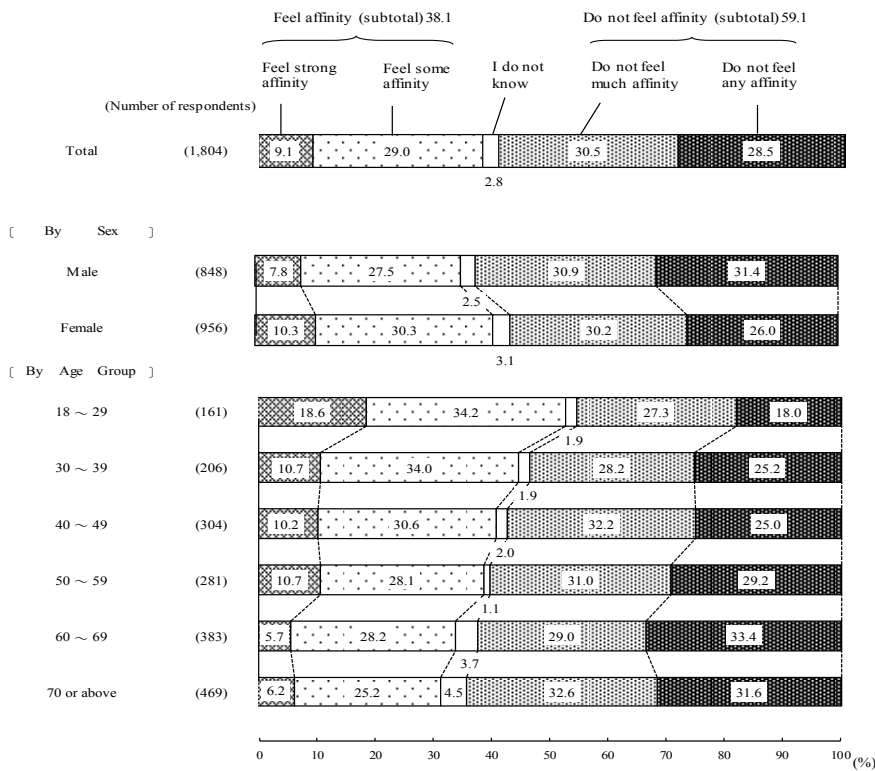 Feel affinity (subtotal) 38.1 Do not feel affinity (subtotal) 59.1
Feel strong affinity Feel some affinity I do not know Do not feel much affinity Do not feel any affinity
(Number of respondents)
Total (1,804) 9.1 29.0 30.5 28.5
2.8
〔 By Sex 〕
Male (848) 7.8 27.5 30.9 31.4
2.5
Female (956) 10.3 30.3 30.2 26.0
3.1
〔 By Age Group 〕
18 ～ 29 (161) 18.6 34.2 27.3 18.0
1.9
30 ～ 39 (206) 10.7 34.0 28.2 25.2
1.9
40 ～ 49 (304) 10.2 30.6 32.2 25.0
2.0
50 ～ 59 (281) 10.7 28.1 31.0 29.2
1.1
60 ～ 69 (383) 5.7 28.2 29.0 33.4
3.7
70 or above (469) 6.2 25.2 4.5 32.6 31.6
0 10 20 30 40 50 60 70 80 90 100 (%)